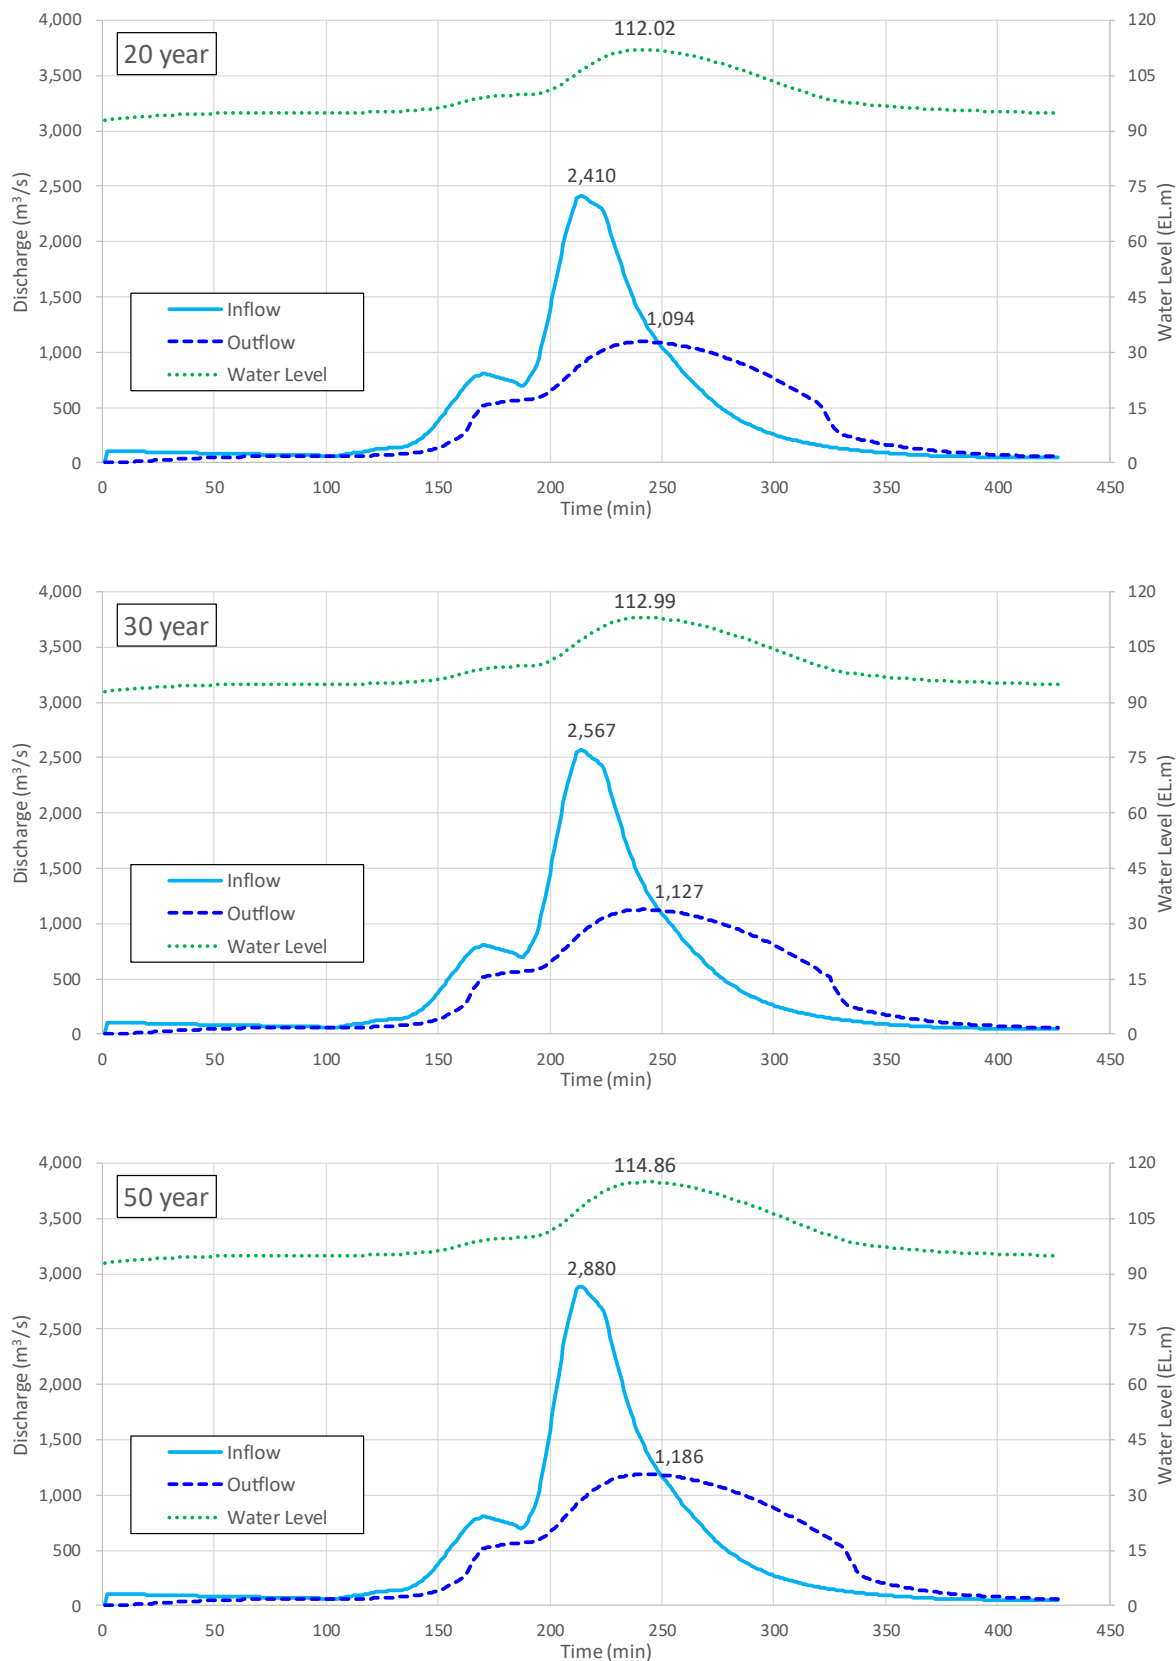 20 year
112.02
2,410
1,094
Inflow
Outflow
Water Level
4,000
3,500
3,000
2,500
2,000
1,500
1,000
500
0
Discharge (m³/s)
120
105
90
75
60
45
30
15
0
Water Level (EL.m)
0 50 100 150 200 250 300 350 400 450
Time (min)
30 year
112.99
2,567
1,127
Inflow
Outflow
Water Level
4,000
3,500
3,000
2,500
2,000
1,500
1,000
500
0
Discharge (m³/s)
120
105
90
75
60
45
30
15
0
Water Level (EL.m)
0 50 100 150 200 250 300 350 400 450
Time (min)
50 year
114.86
2,880
1,186
Inflow
Outflow
Water Level
4,000
3,500
3,000
2,500
2,000
1,500
1,000
500
0
Discharge (m³/s)
120
105
90
75
60
45
30
15
0
Water Level (EL.m)
0 50 100 150 200 250 300 350 400 450
Time (min)